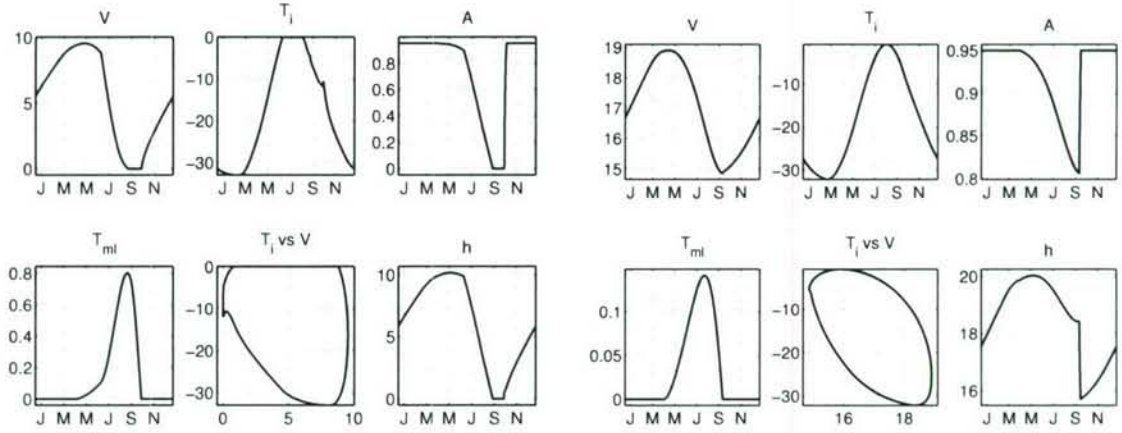 V T_i A V T_i A
10 5 0 J M M J S N
0 -10 -20 -30 J M M J S N
0.8 0.6 0.4 0.2 0 J M M J S N
19 18 17 16 15 J M M J S N
-10 -20 -30 J M M J S N
0.95 0.9 0.85 0.8 J M M J S N
T_ml T_i vs V h T_ml T_i vs V h
0.8 0.6 0.4 0.2 0 J M M J S N
0 -10 -20 -30 0 5 10
10 5 0 J M M J S N
0.1 0.05 0 J M M J S N
-10 -20 -30 16 18
20 18 16 J M M J S N